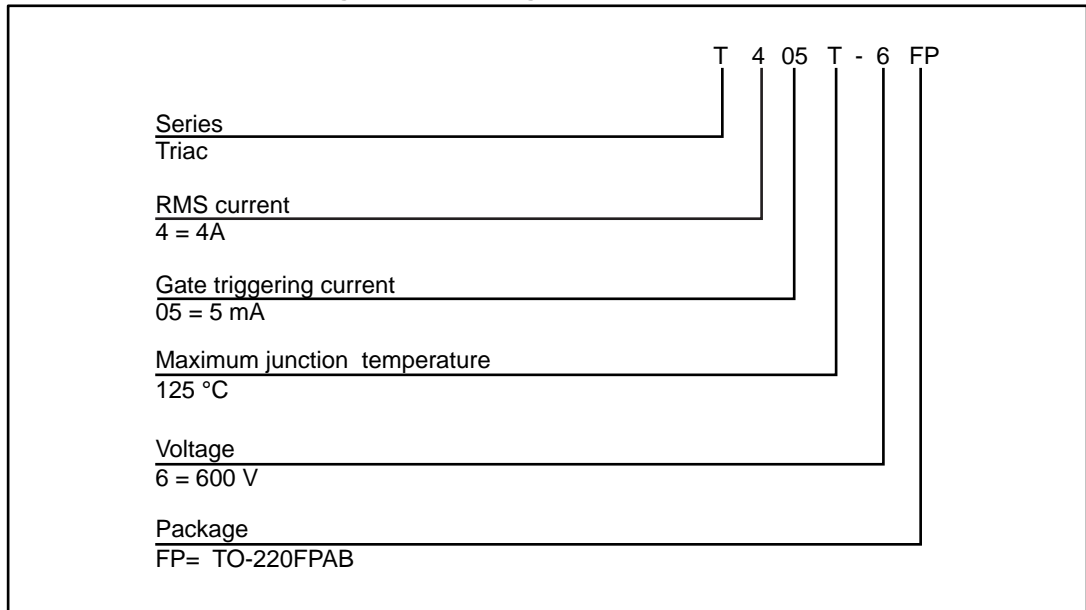 T 4 05 T - 6 FP
Series
Triac
RMS current
4 = 4A
Gate triggering current
05 = 5 mA
Maximum junction temperature
125 °C
Voltage
6 = 600 V
Package
FP= TO-220FPAB